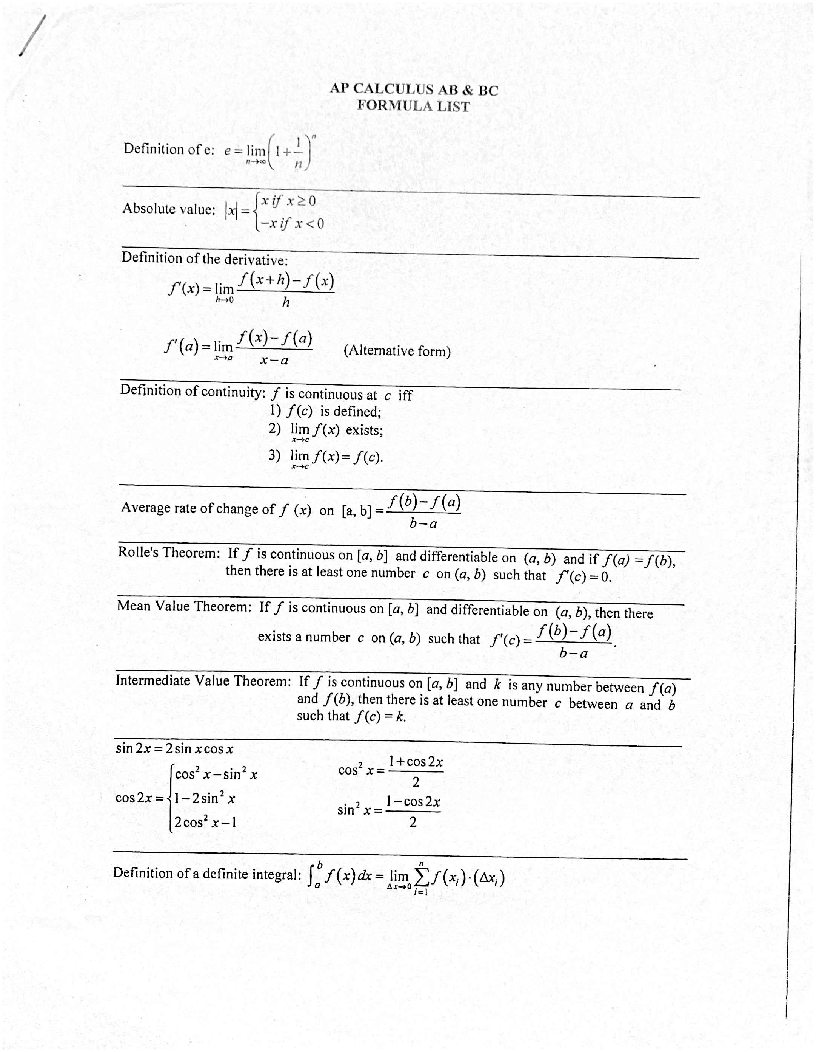 AP CALCULUS AB & BC
FORMULA LIST
Definition of e: e = lim n→∞ (1 + 1/n)^n
Absolute value: |x| = { x if x ≥ 0
−x if x < 0
Definition of the derivative:
f'(x) = lim h→0 (f(x+h) − f(x)) / h
f'(a) = lim x→a (f(x) − f(a)) / (x − a) (Alternative form)
Definition of continuity: f is continuous at c iff
1) f(c) is defined;
2) lim x→c f(x) exists;
3) lim x→c f(x) = f(c).
Average rate of change of f (x) on [a, b] = (f(b) − f(a)) / (b − a)
Rolle's Theorem: If f is continuous on [a, b] and differentiable on (a, b) and if f(a) = f(b),
then there is at least one number c on (a, b) such that f'(c) = 0.
Mean Value Theorem: If f is continuous on [a, b] and differentiable on (a, b), then there
exists a number c on (a, b) such that f'(c) = (f(b) − f(a)) / (b − a).
Intermediate Value Theorem: If f is continuous on [a, b] and k is any number between f(a)
and f(b), then there is at least one number c between a and b
such that f(c) = k.
sin 2x = 2 sin x cos x
cos 2x = { cos² x − sin² x
1 − 2 sin² x
2 cos² x − 1
cos² x = (1 + cos 2x) / 2
sin² x = (1 − cos 2x) / 2
Definition of a definite integral: ∫_a^b f(x) dx = lim Δx→0 Σ_{i=1}^n f(x_i)·(Δx_i)